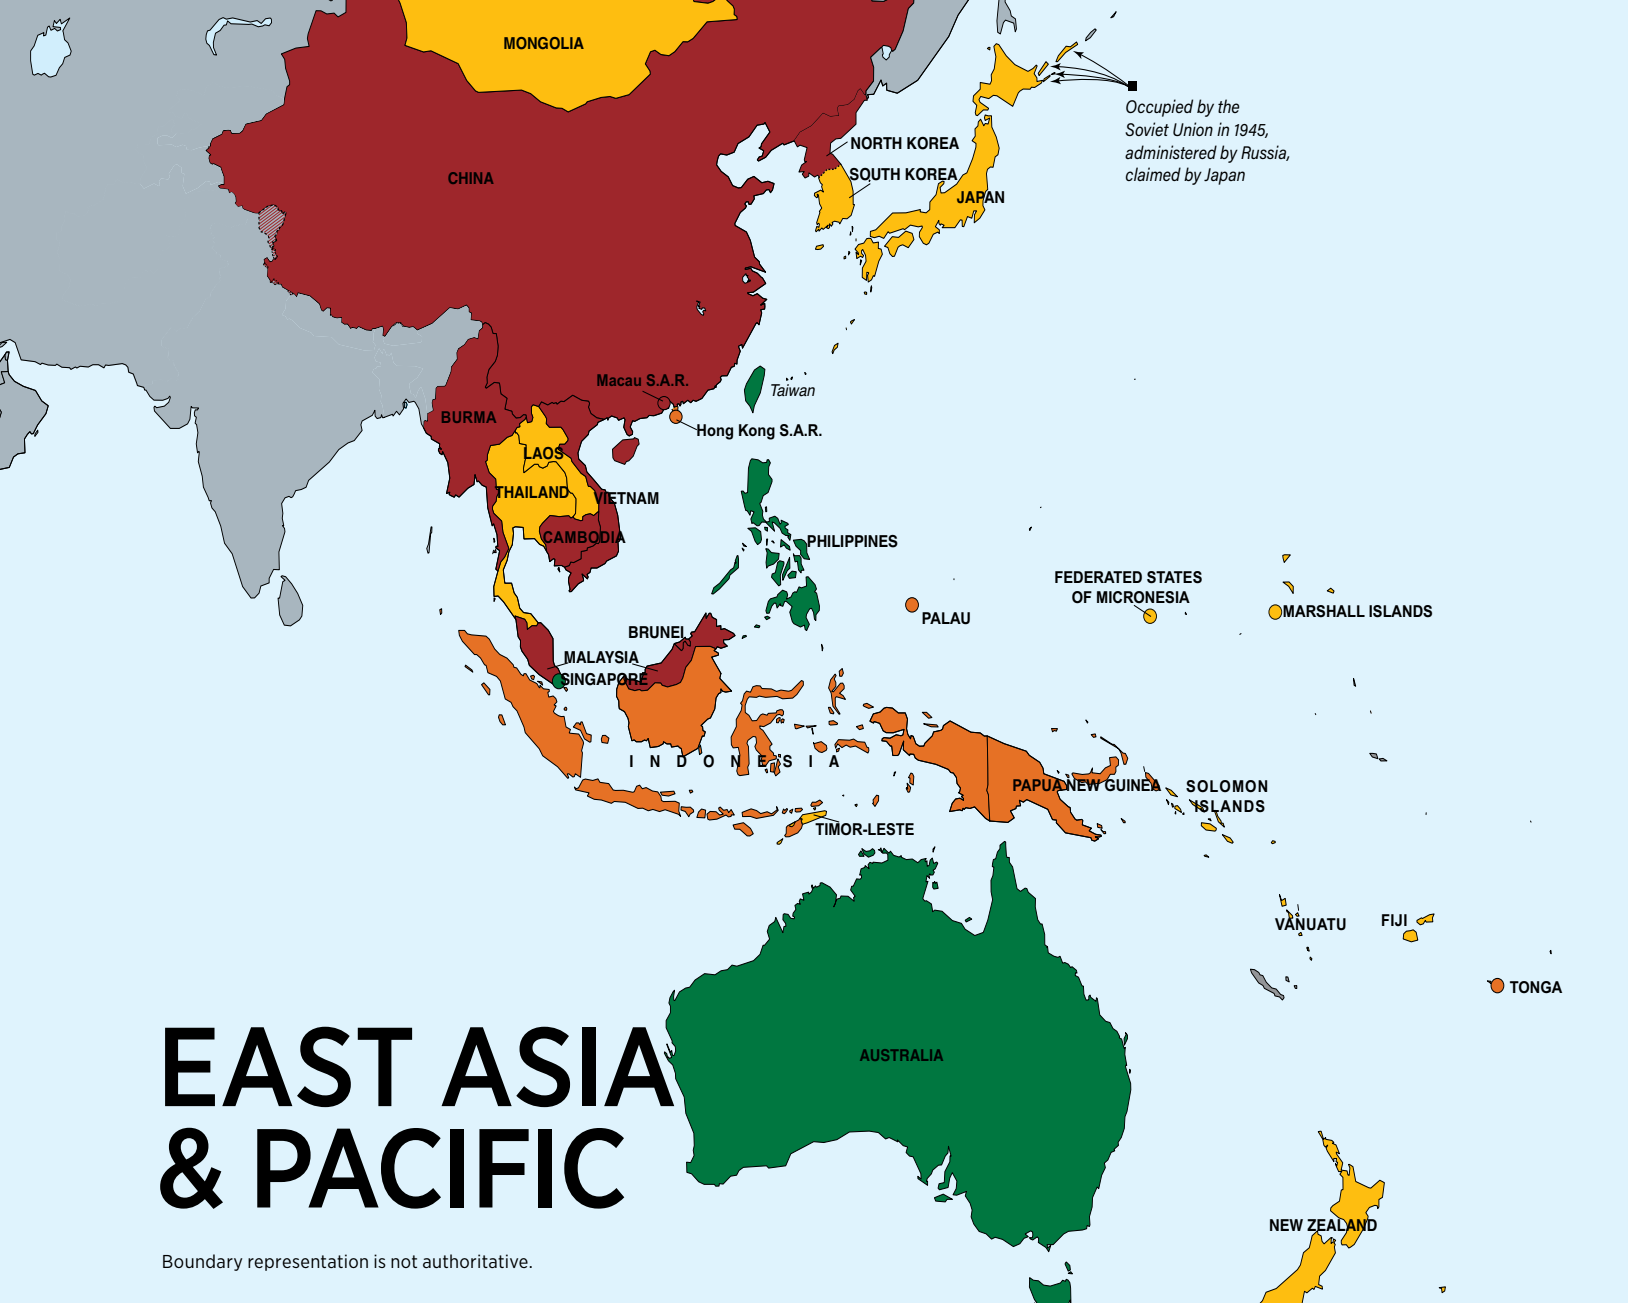 MONGOLIA
Occupied by the
Soviet Union in 1945,
administered by Russia,
claimed by Japan
NORTH KOREA
SOUTH KOREA
CHINA
JAPAN
Macau S.A.R.
Taiwan
BURMA
Hong Kong S.A.R.
LAOS
THAILAND
VIETNAM
CAMBODIA
PHILIPPINES
FEDERATED STATES
OF MICRONESIA
MARSHALL ISLANDS
PALAU
BRUNEI
MALAYSIA
SINGAPORE
INDONESIA
PAPUA NEW GUINEA
SOLOMON
ISLANDS
TIMOR-LESTE
VANUATU
FIJI
TONGA
AUSTRALIA
EAST ASIA
& PACIFIC
NEW ZEALAND
Boundary representation is not authoritative.